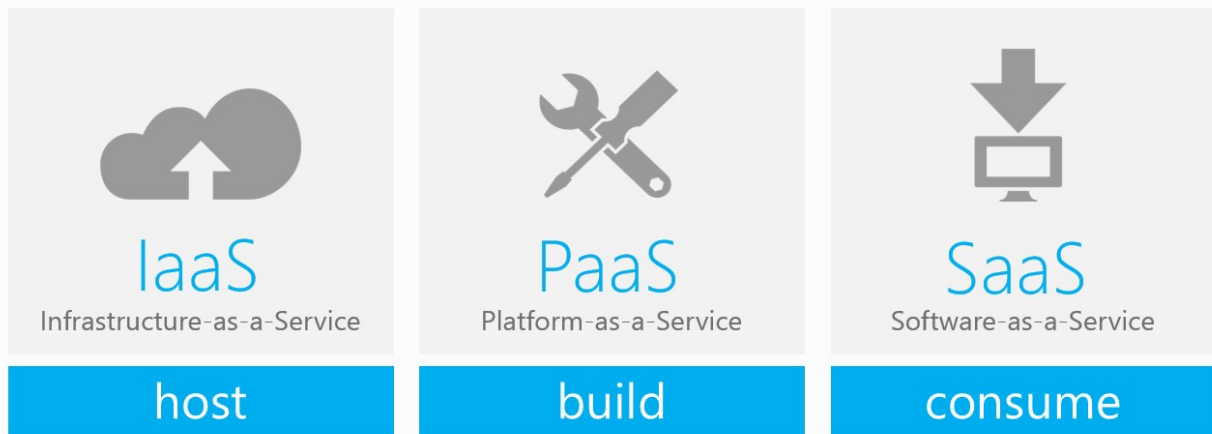 IaaS
Infrastructure-as-a-Service
host
PaaS
Platform-as-a-Service
build
SaaS
Software-as-a-Service
consume